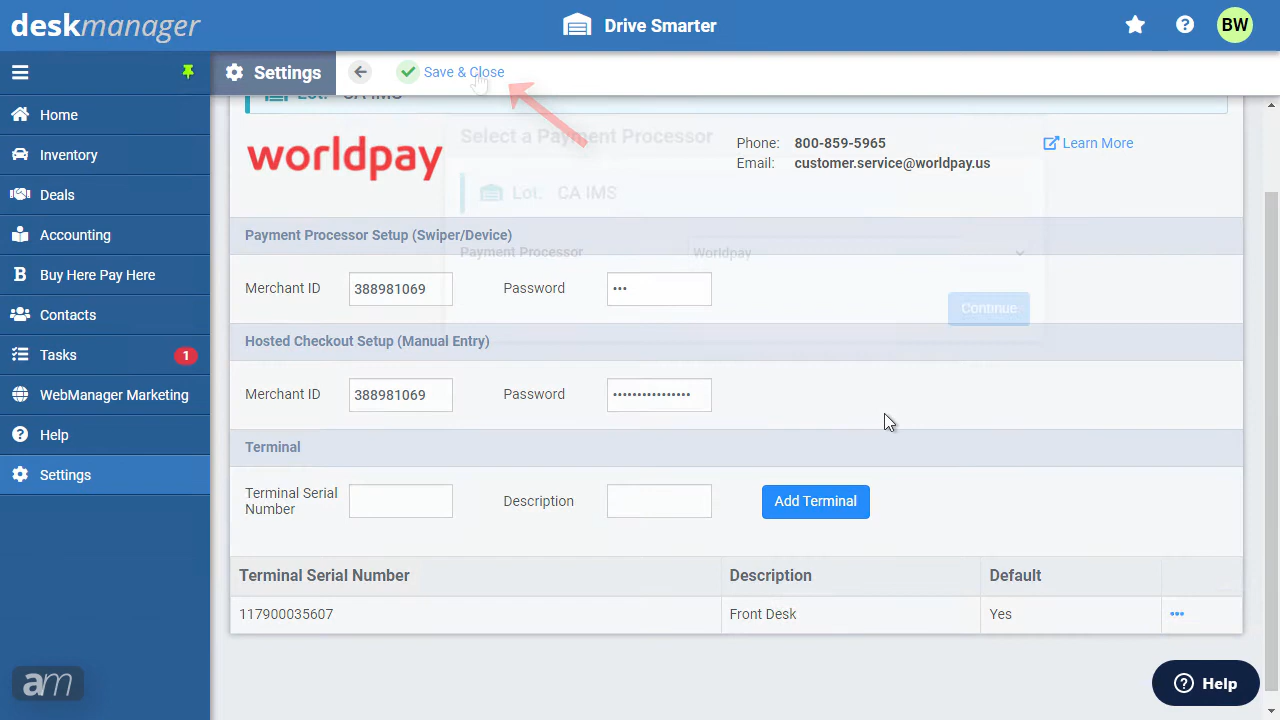 deskmanager
Drive Smarter
BW
Settings
Save & Close
Home
Inventory
Deals
Accounting
Buy Here Pay Here
Contacts
Tasks
1
WebManager Marketing
Help
Settings
am
Lot: CA IMS
worldpay
Phone: 800-859-5965
Email: customer.service@worldpay.us
Learn More
Select a Payment Processor
Lot: CA IMS
Payment Processor
Worldpay
Continue
Payment Processor Setup (Swiper/Device)
Merchant ID
388981069
Password
•••
Hosted Checkout Setup (Manual Entry)
Merchant ID
388981069
Password
••••••••••••••••
Terminal
Terminal Serial
Number
Description
Add Terminal
Terminal Serial Number
Description
Default
117900035607
Front Desk
Yes
Help